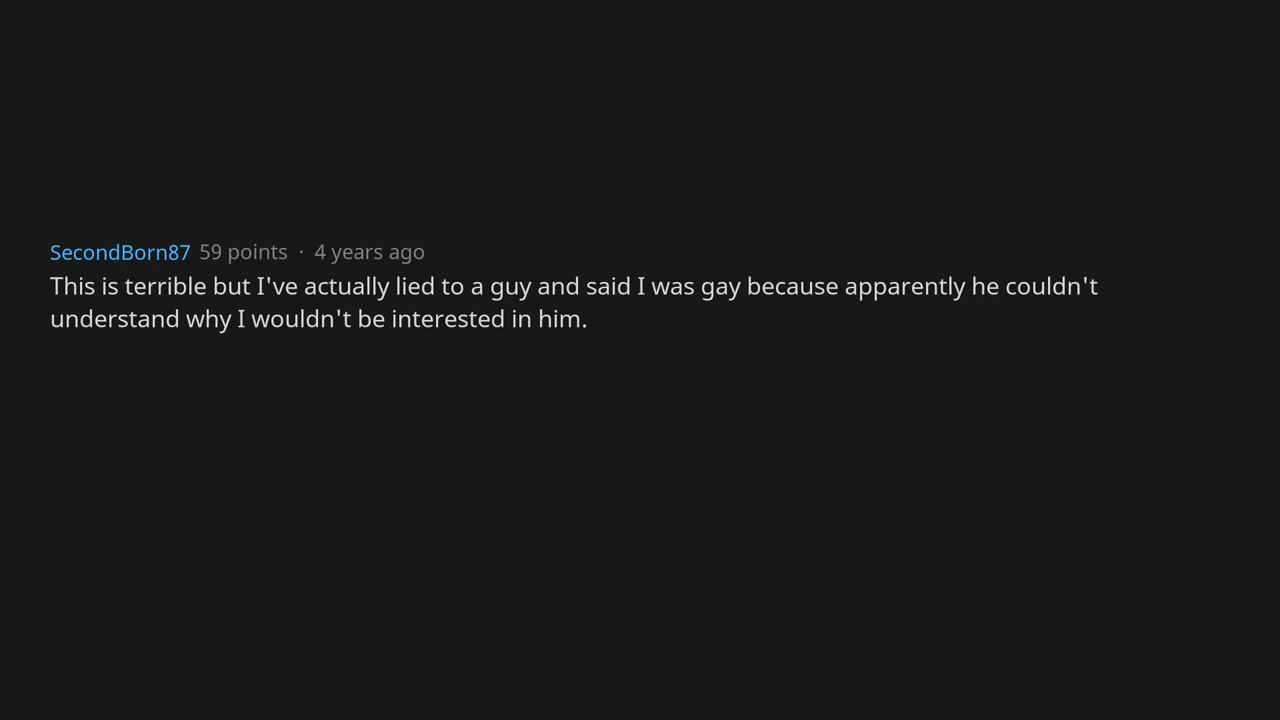 SecondBorn87 59 points · 4 years ago
This is terrible but I've actually lied to a guy and said I was gay because apparently he couldn't
understand why I wouldn't be interested in him.